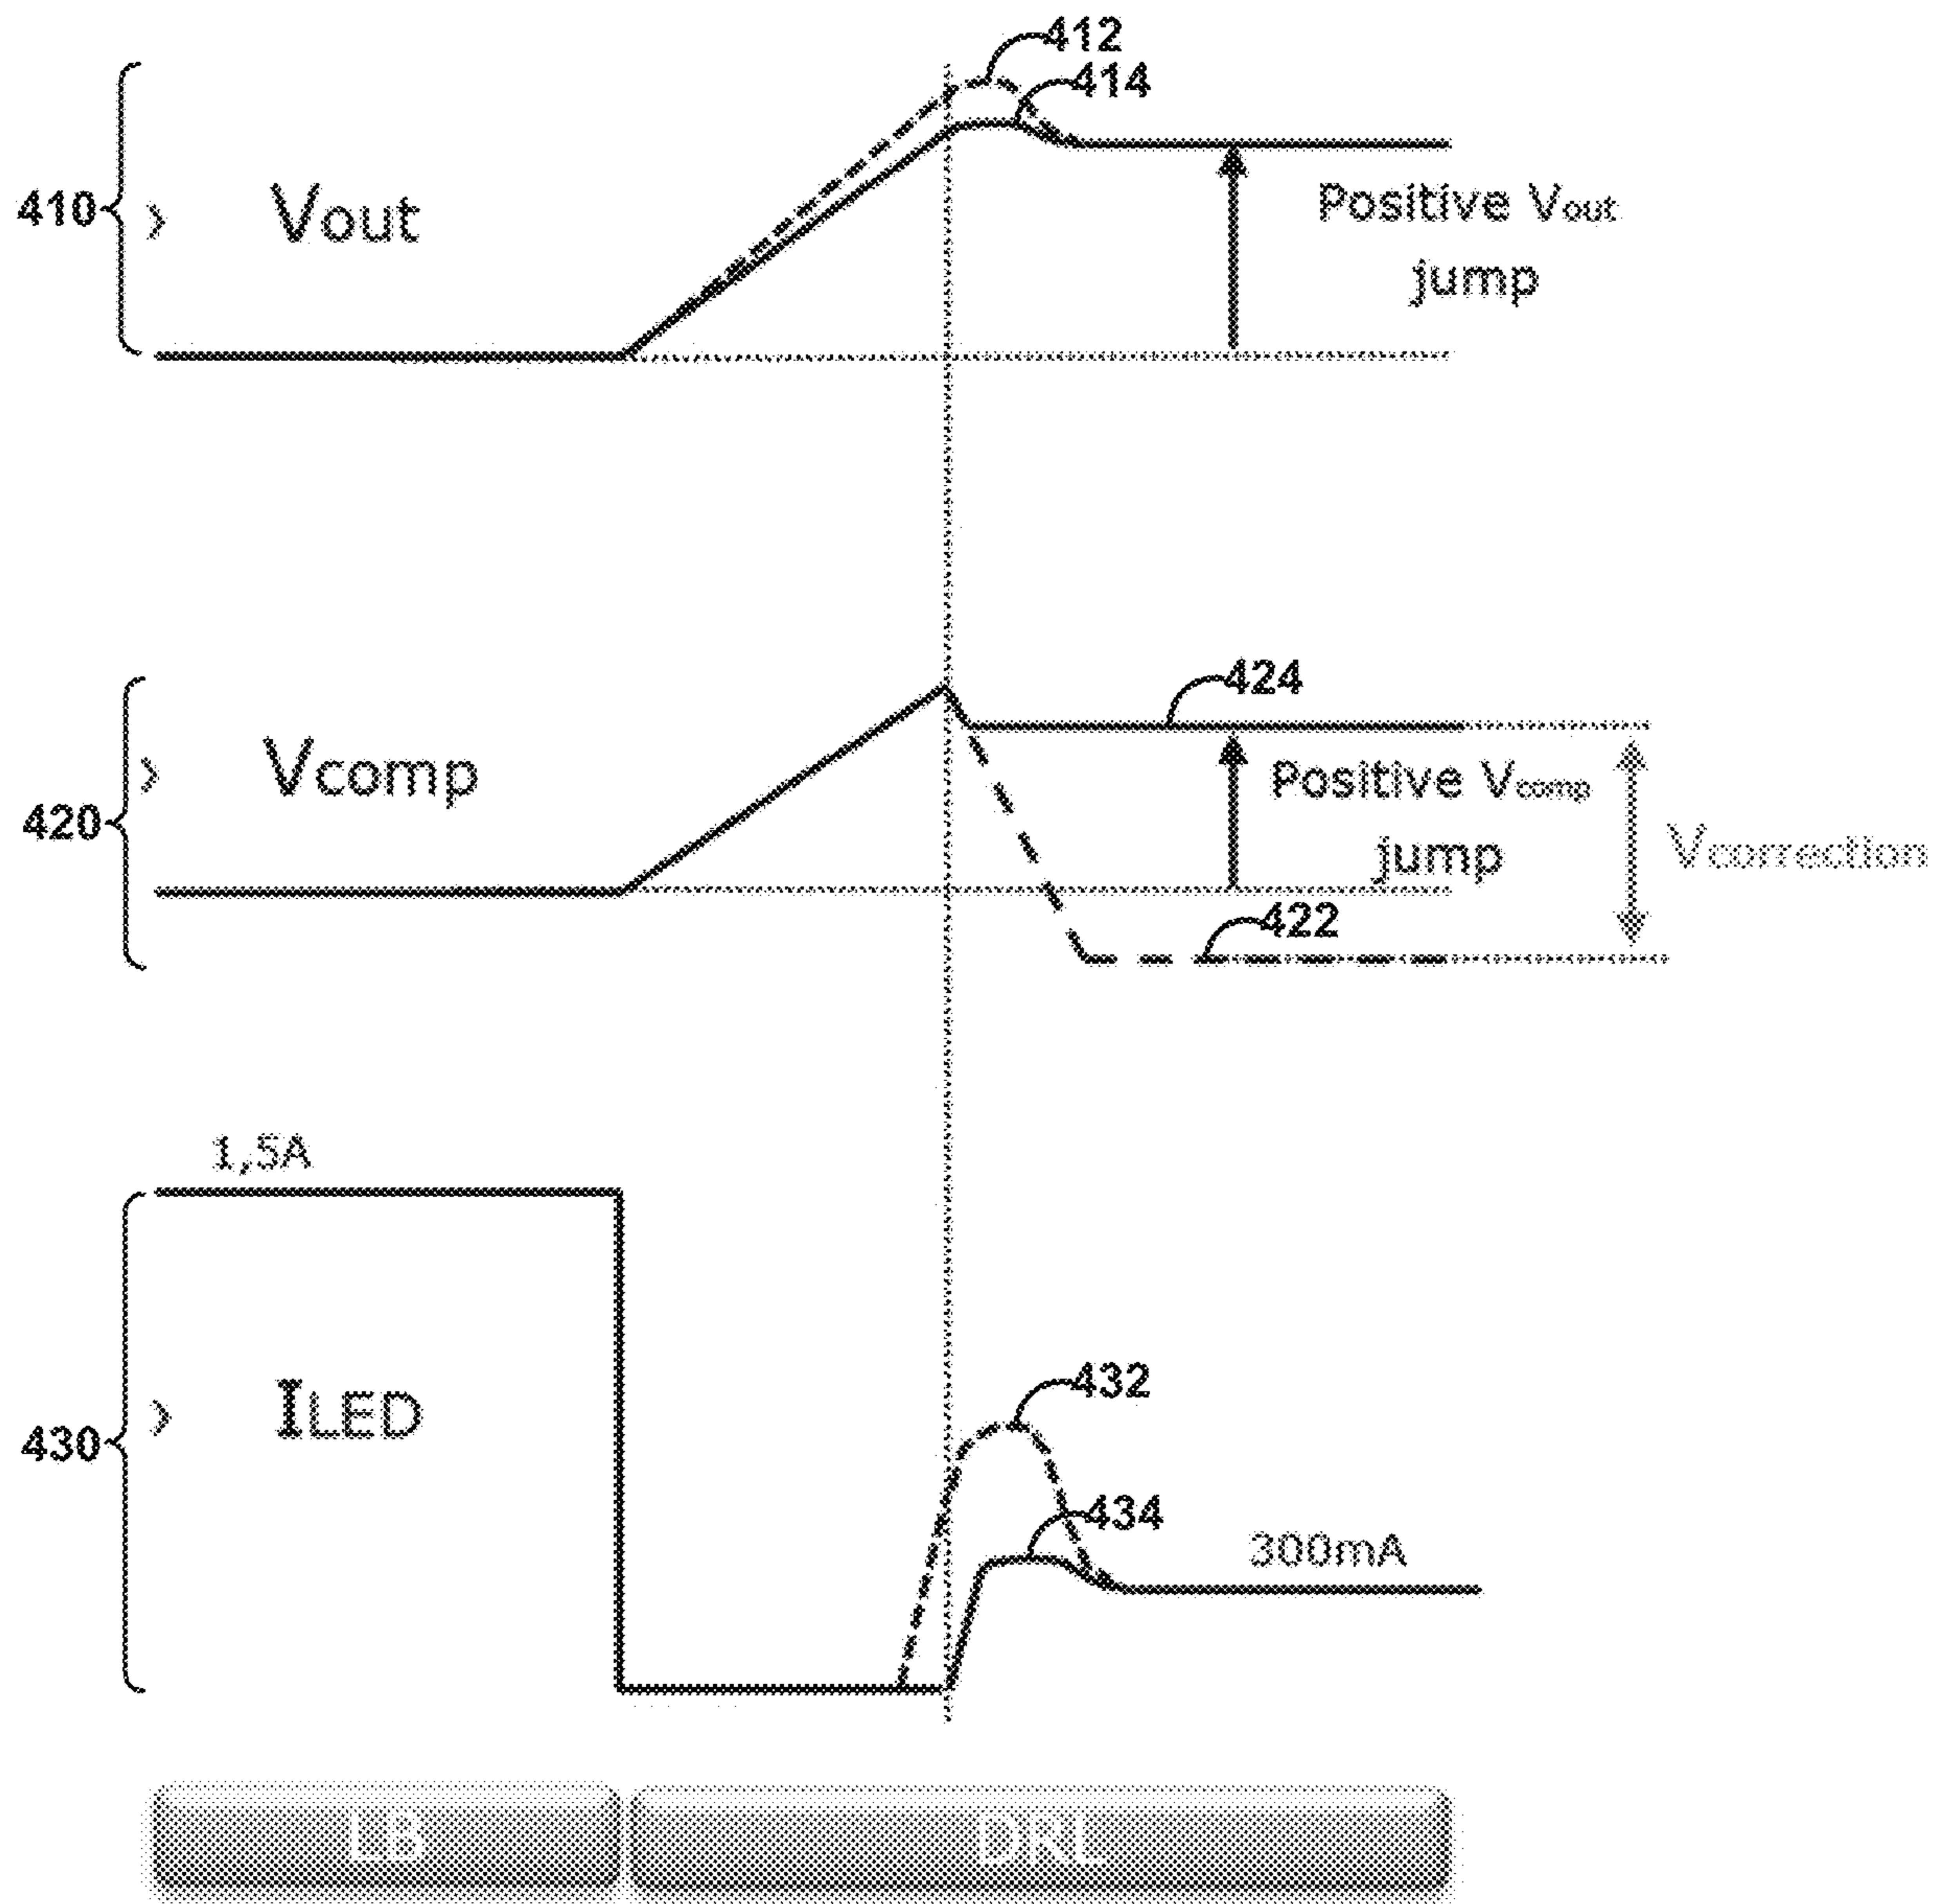 412
414
410
> Vout
Positive Vout
jump
424
> Vcomp
Positive Vcomp
jump
420
Vcorrection
422
1,5A
432
> ILED
430
434
300mA
LB
DRL